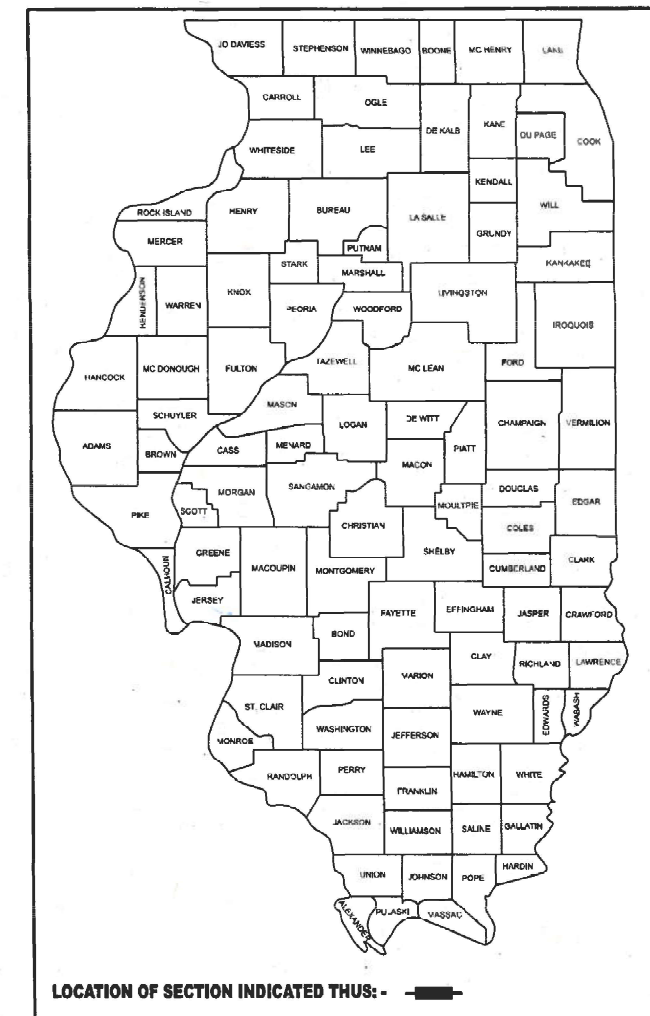 JO DAVIESS STEPHENSON WINNEBAGO BOONE MC HENRY LAKE
CARROLL OGLE DE KALB KANE DU PAGE COOK
WHITESIDE LEE KENDALL
ROCK ISLAND HENRY BUREAU LA SALLE WILL
MERCER PUTNAM GRUNDY
STARK MARSHALL KANKAKEE
HENDERSON WARREN KNOX PEORIA WOODFORD LIVINGSTON IROQUOIS
HANCOCK MC DONOUGH FULTON TAZEWELL MC LEAN FORD
MASON
SCHUYLER LOGAN DE WITT CHAMPAIGN VERMILION
ADAMS BROWN CASS MENARD MACON PIATT
MORGAN SANGAMON DOUGLAS
PIKE SCOTT CHRISTIAN MOULTPIE COLES EDGAR
GREENE MACOUPIN MONTGOMERY SHELBY CUMBERLAND CLARK
CALHOUN JERSEY FAYETTE EFFINGHAM JASPER CRAWFORD
MADISON BOND CLAY RICHLAND LAWRENCE
CLINTON MARION
ST. CLAIR WASHINGTON JEFFERSON WAYNE EDWARDS WABASH
MONROE
RANDOLPH PERRY FRANKLIN HAMILTON WHITE
JACKSON WILLIAMSON SALINE GALLATIN
UNION JOHNSON POPE HARDIN
ALEXANDER PULASKI MASSAC
LOCATION OF SECTION INDICATED THUS: -